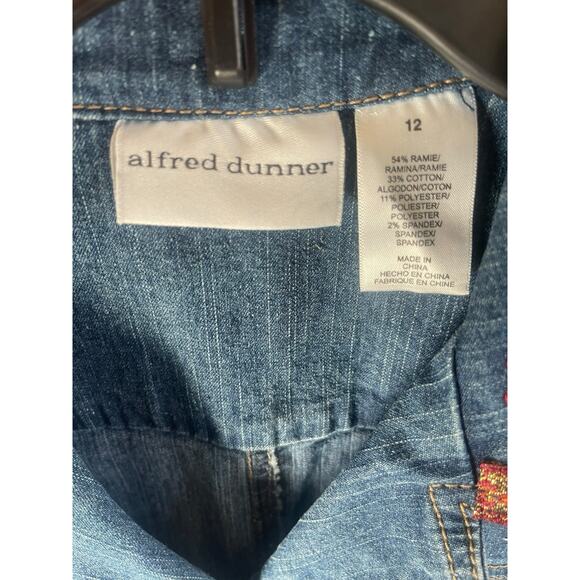 alfred dunner
12
54% RAMIE/
RAMINA/RAMIE
33% COTTON/
ALGODON/COTON
11% POLYESTER/
POLIESTER/
POLYESTER
2% SPANDEX/
SPANDEX/
SPANDEX
MADE IN
CHINA
HECHO EN CHINA
FABRIQUE EN CHINE